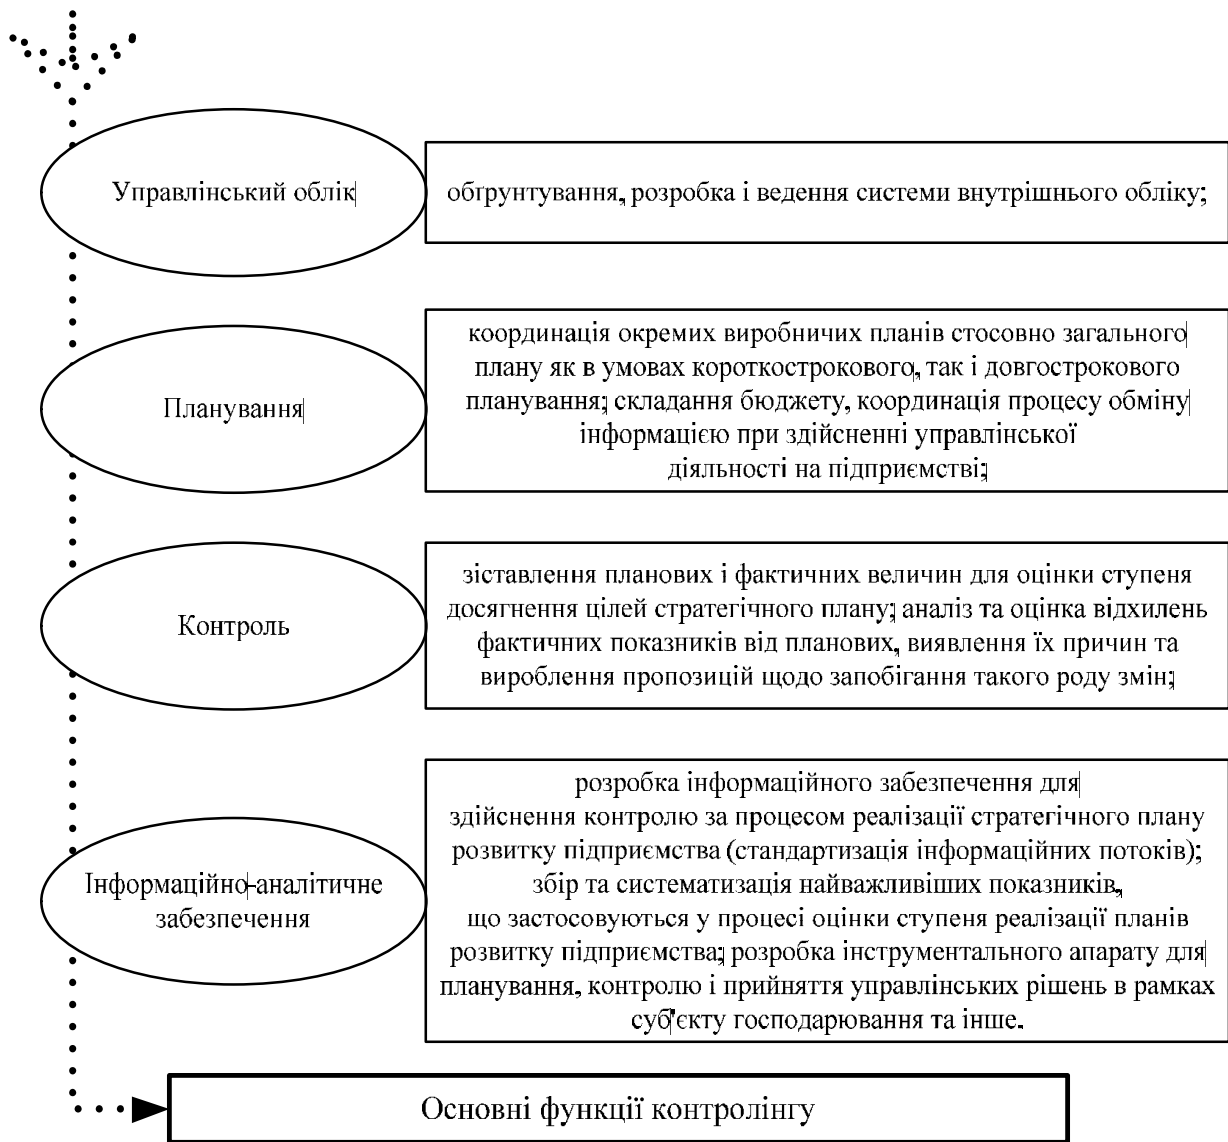 Управлінський облік
обґрунтування, розробка і ведення системи внутрішнього обліку;
Планування
координація окремих виробничих планів стосовно загального
плану як в умовах короткострокового, так і довгострокового
планування; складання бюджету, координація процесу обміну
інформацією при здійсненні управлінської
діяльності на підприємстві;
Контроль
зіставлення планових і фактичних величин для оцінки ступеня
досягнення цілей стратегічного плану; аналіз та оцінка відхилень
фактичних показників від планових, виявлення їх причин та
вироблення пропозицій щодо запобігання такого роду змін;
Інформаційно-аналітичне
забезпечення
розробка інформаційного забезпечення для
здійснення контролю за процесом реалізації стратегічного плану
розвитку підприємства (стандартизація інформаційних потоків);
збір та систематизація найважливіших показників,
що застосовуються у процесі оцінки ступеня реалізації планів
розвитку підприємства; розробка інструментального апарату для
планування, контролю і прийняття управлінських рішень в рамках
суб'єкту господарювання та інше.
Основні функції контролінгу